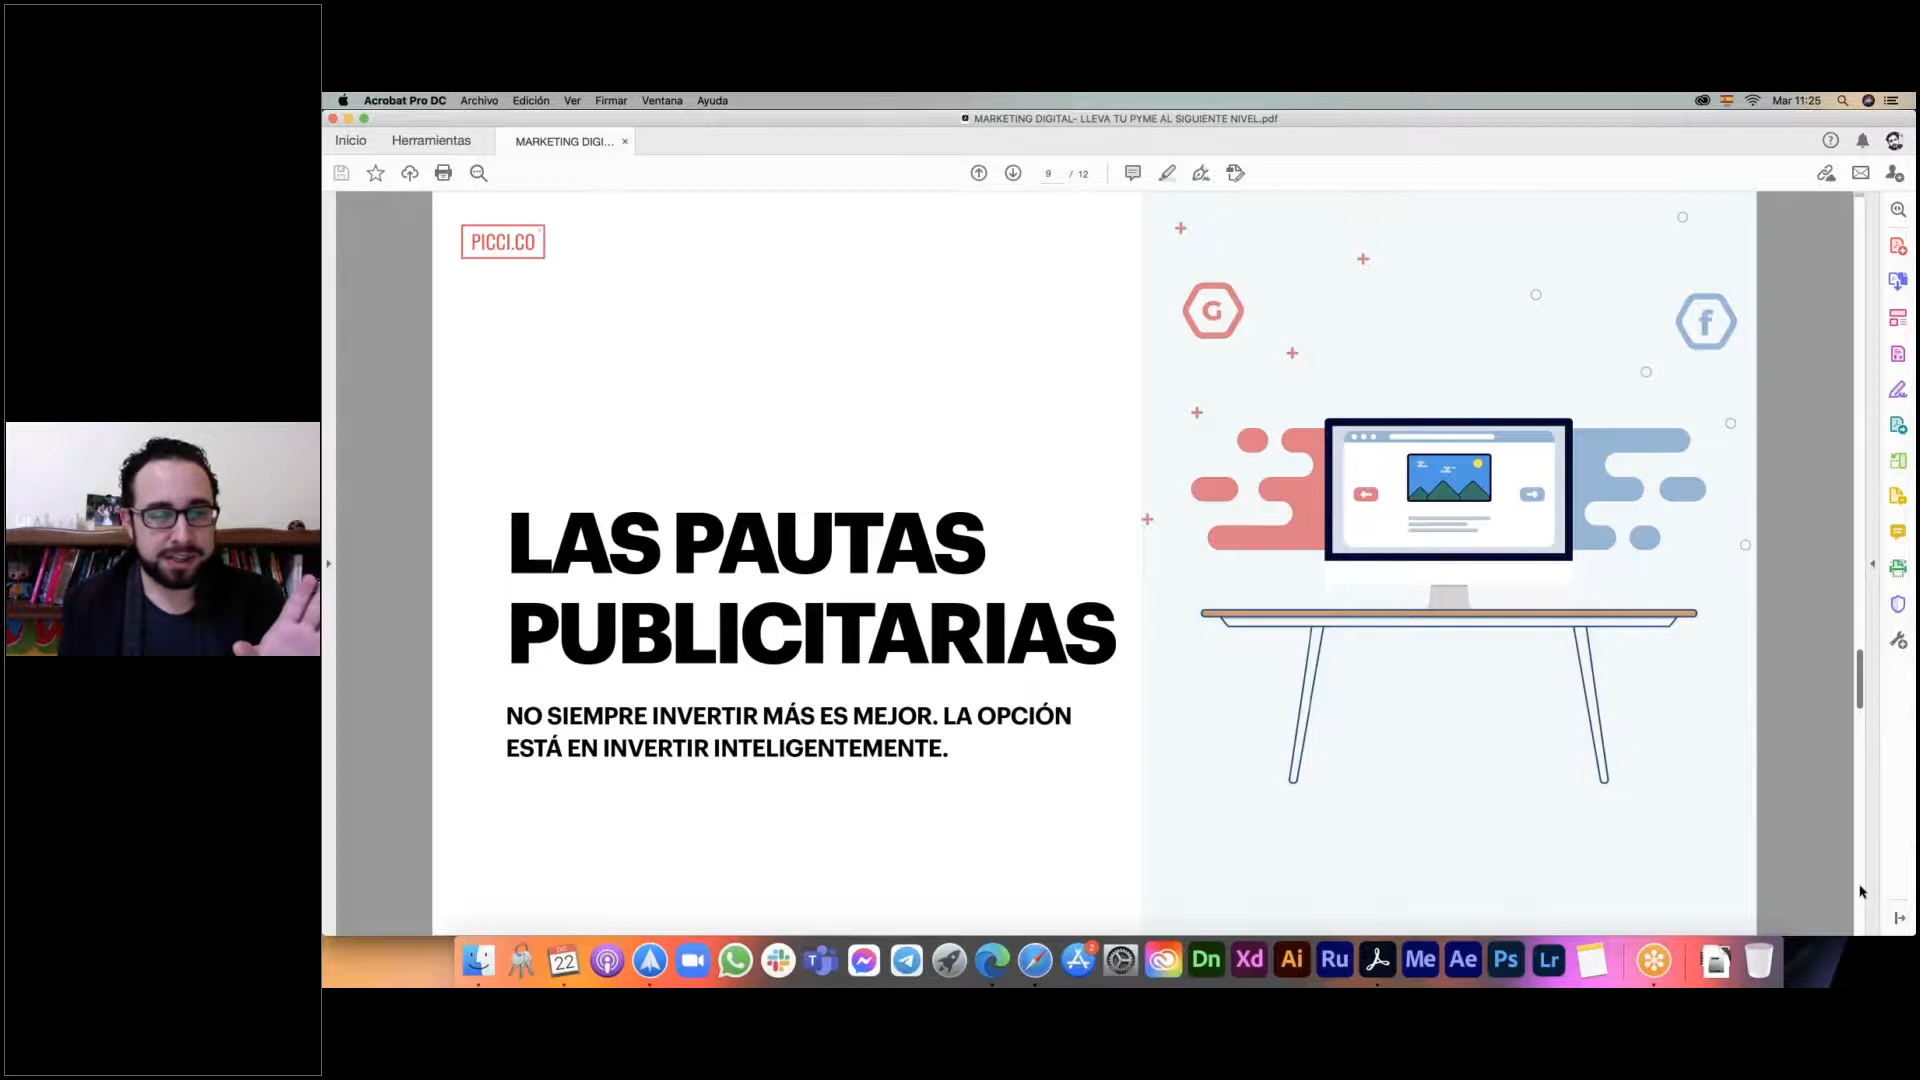 Acrobat Pro DC Archivo Edición Ver Firmar Ventana Ayuda Mar 11:25
MARKETING DIGITAL- LLEVA TU PYME AL SIGUIENTE NIVEL.pdf
Inicio Herramientas MARKETING DIGI... ×
9 / 12
PICCI.CO
G
f
LAS PAUTAS
PUBLICITARIAS
NO SIEMPRE INVERTIR MÁS ES MEJOR. LA OPCIÓN
ESTÁ EN INVERTIR INTELIGENTEMENTE.
22 2 Dn Xd Ai Ru Me Ae Ps Lr